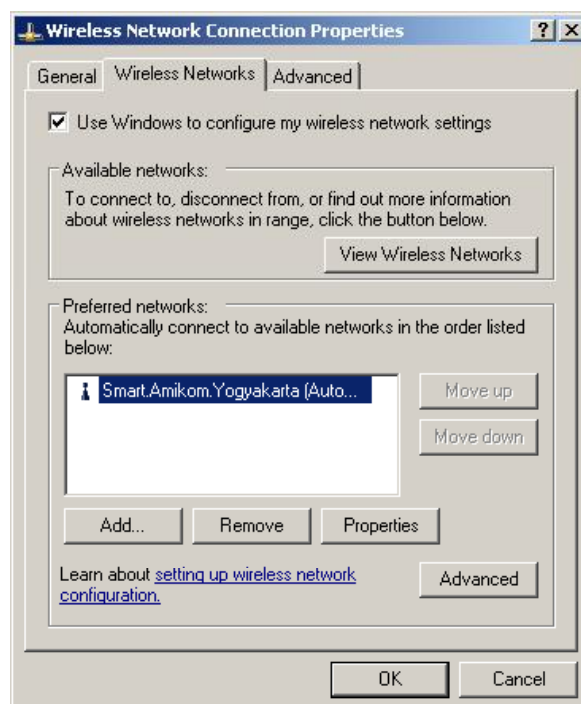 Wireless Network Connection Properties
General
Wireless Networks
Advanced
Use Windows to configure my wireless network settings
Available networks:
To connect to, disconnect from, or find out more information
about wireless networks in range, click the button below.
View Wireless Networks
Preferred networks:
Automatically connect to available networks in the order listed
below:
Smart.Amikom.Yogyakarta (Auto...
Move up
Move down
Add...
Remove
Properties
Learn about setting up wireless network
configuration.
Advanced
OK
Cancel